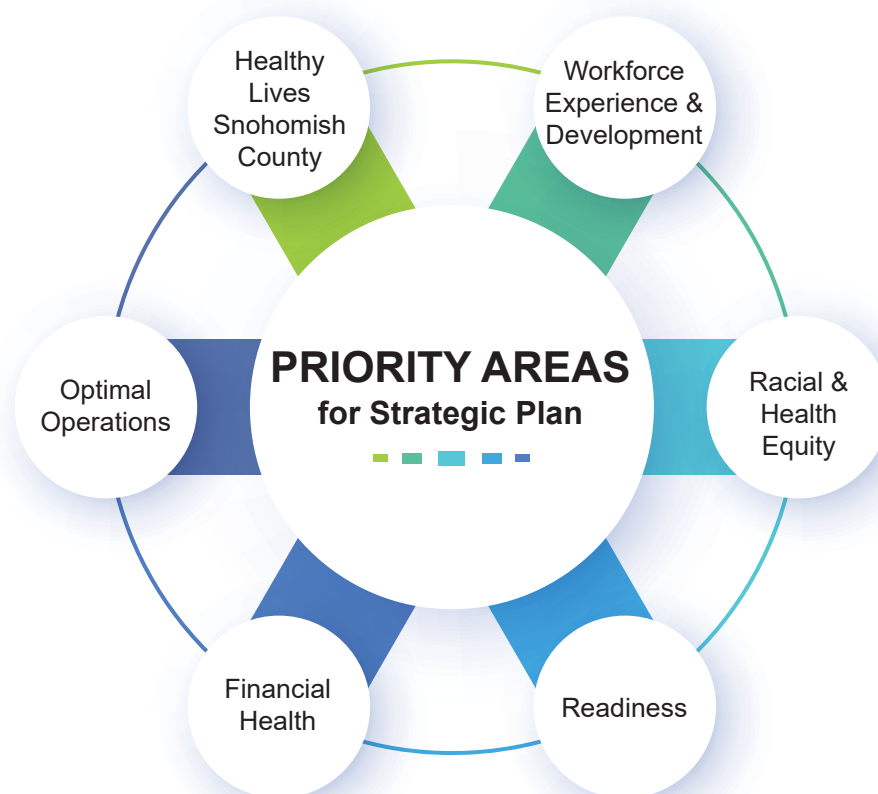 Healthy
Lives
Snohomish
County
Workforce
Experience &
Development
Optimal
Operations
PRIORITY AREAS
for Strategic Plan
Racial &
Health
Equity
Financial
Health
Readiness